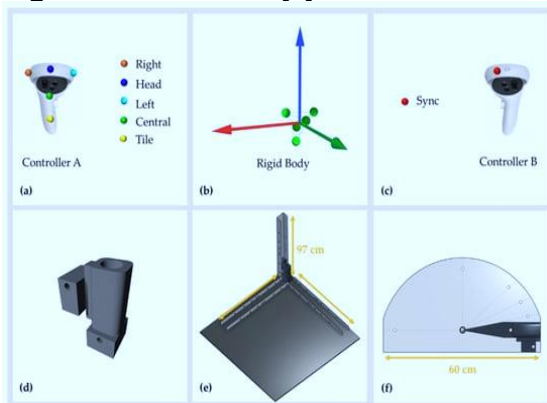 Right
Head
Left
Central
Tile
Controller A
(a)
Rigid Body
(b)
Sync
Controller B
(c)
(d)
97 cm
(e)
60 cm
(f)